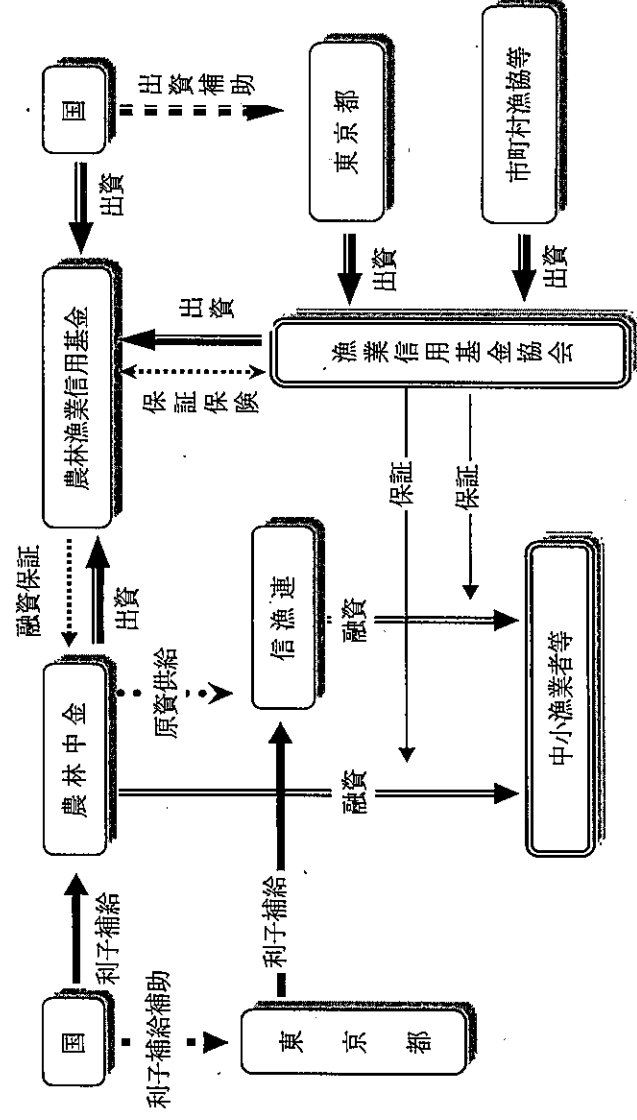 国
利子補給
農林中金
融資保証
出資
農林漁業信用基金
出資
国
利子補給補助
原資供給
保証保険
出資
出資補助
東京都
利子補給
信漁連
漁業信用基金協会
出資
東京都
融資
融資
保証
保証
出資
市町村漁協等
中小漁業者等